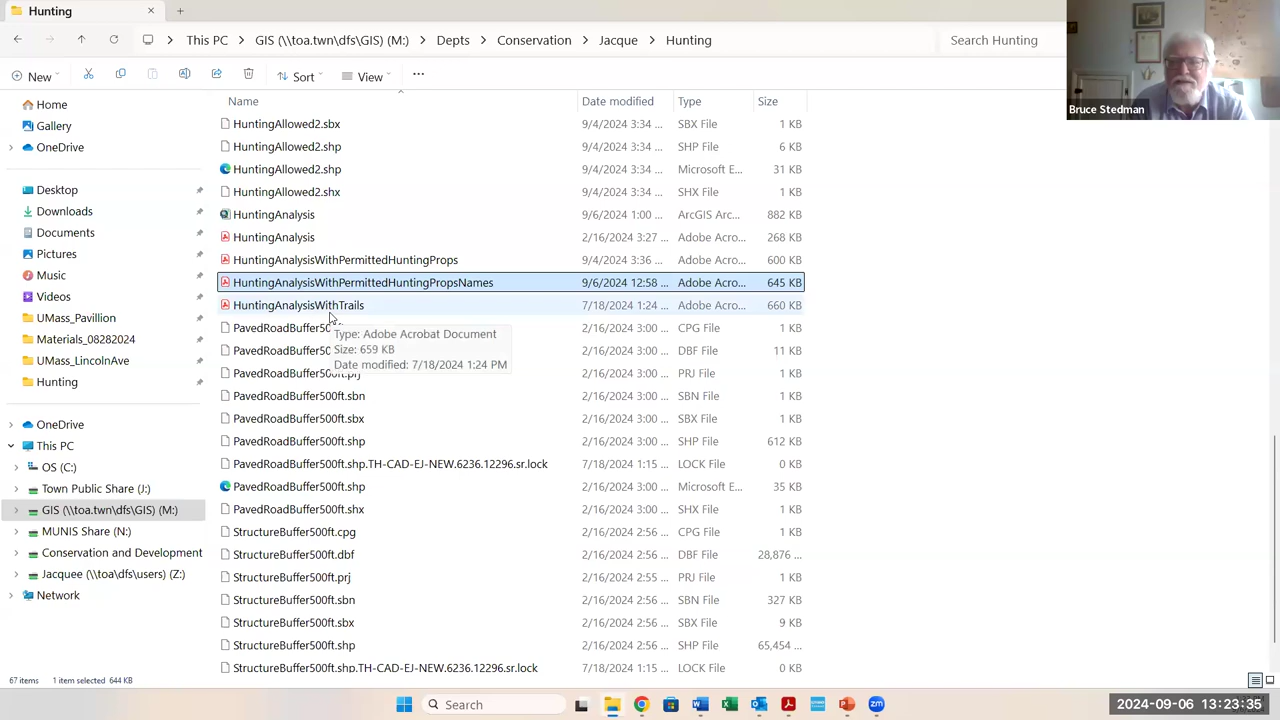 Hunting
This PC > GIS (\\toa.twn\dfs\GIS) (M:) > Depts > Conservation > Jacque > Hunting
Search Hunting
New
Sort
View
Bruce Stedman
Home
Gallery
OneDrive
Desktop
Downloads
Documents
Pictures
Music
Videos
UMass_Pavillion
Materials_08282024
UMass_LincolnAve
Hunting
OneDrive
This PC
OS (C:)
Town Public Share (J:)
GIS (\\toa.twn\dfs\GIS) (M:)
MUNIS Share (N:)
Conservation and Development
Jacquee (\\toa\dfs\users) (Z:)
Network
Name Date modified Type Size
HuntingAllowed2.sbx 9/4/2024 3:34 ... SBX File 1 KB
HuntingAllowed2.shp 9/4/2024 3:34 ... SHP File 6 KB
HuntingAllowed2.shp 9/4/2024 3:34 ... Microsoft E... 31 KB
HuntingAllowed2.shx 9/4/2024 3:34 ... SHX File 1 KB
HuntingAnalysis 9/6/2024 1:00 ... ArcGIS Arc... 882 KB
HuntingAnalysis 2/16/2024 3:27 ... Adobe Acro... 268 KB
HuntingAnalysisWithPermittedHuntingProps 9/4/2024 3:36 ... Adobe Acro... 600 KB
HuntingAnalysisWithPermittedHuntingPropsNames 9/6/2024 12:58 ... Adobe Acro... 645 KB
HuntingAnalysisWithTrails 7/18/2024 1:24 ... Adobe Acro... 660 KB
PavedRoadBuffer50 2/16/2024 3:00 ... CPG File 1 KB
PavedRoadBuffer50 2/16/2024 3:00 ... DBF File 11 KB
PavedRoadBuffer500ft.prj 2/16/2024 3:00 ... PRJ File 1 KB
PavedRoadBuffer500ft.sbn 2/16/2024 3:00 ... SBN File 1 KB
PavedRoadBuffer500ft.sbx 2/16/2024 3:00 ... SBX File 1 KB
PavedRoadBuffer500ft.shp 2/16/2024 3:00 ... SHP File 612 KB
PavedRoadBuffer500ft.shp.TH-CAD-EJ-NEW.6236.12296.sr.lock 7/18/2024 1:15 ... LOCK File 0 KB
PavedRoadBuffer500ft.shp 2/16/2024 3:00 ... Microsoft E... 35 KB
PavedRoadBuffer500ft.shx 2/16/2024 3:00 ... SHX File 1 KB
StructureBuffer500ft.cpg 2/16/2024 2:56 ... CPG File 1 KB
StructureBuffer500ft.dbf 2/16/2024 2:56 ... DBF File 28,876 ...
StructureBuffer500ft.prj 2/16/2024 2:55 ... PRJ File 1 KB
StructureBuffer500ft.sbn 2/16/2024 2:56 ... SBN File 327 KB
StructureBuffer500ft.sbx 2/16/2024 2:56 ... SBX File 9 KB
StructureBuffer500ft.shp 2/16/2024 2:56 ... SHP File 65,454 ...
StructureBuffer500ft.shp.TH-CAD-EJ-NEW.6236.12296.sr.lock 7/18/2024 1:15 ... LOCK File 0 KB
Type: Adobe Acrobat Document
Size: 659 KB
Date modified: 7/18/2024 1:24 PM
67 items 1 item selected 644 KB
Search
2024-09-06 13:23:35